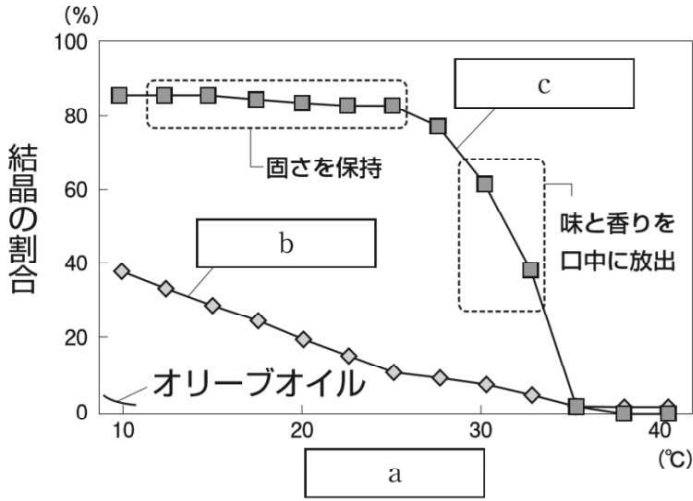 (%)
100
80
60
40
20
0
結晶の割合
c
固さを保持
味と香りを
口中に放出
b
オリーブオイル
10
20
30
40
(℃)
a